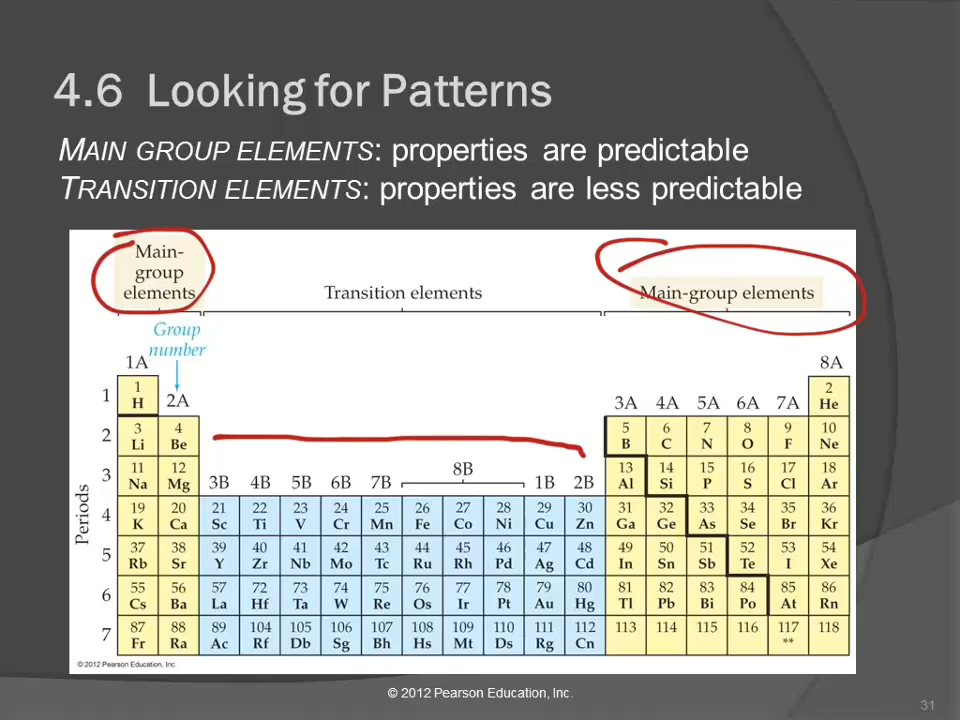 4.6 Looking for Patterns
MAIN GROUP ELEMENTS: properties are predictable
TRANSITION ELEMENTS: properties are less predictable
Main-
group
elements
Transition elements
Main-group elements
Group
number
1A
8A
1
1
H
2A
3A 4A 5A 6A 7A
2
He
2
3 4 5 6 7 8 9 10
Li Be B C N O F Ne
3
11 12
Na Mg
3B 4B 5B 6B 7B
8B
1B 2B
13 14 15 16 17 18
Al Si P S Cl Ar
Periods
4
19 20 21 22 23 24 25 26 27 28 29 30 31 32 33 34 35 36
K Ca Sc Ti V Cr Mn Fe Co Ni Cu Zn Ga Ge As Se Br Kr
5
37 38 39 40 41 42 43 44 45 46 47 48 49 50 51 52 53 54
Rb Sr Y Zr Nb Mo Tc Ru Rh Pd Ag Cd In Sn Sb Te I Xe
6
55 56 57 72 73 74 75 76 77 78 79 80 81 82 83 84 85 86
Cs Ba La Hf Ta W Re Os Ir Pt Au Hg Tl Pb Bi Po At Rn
7
87 88 89 104 105 106 107 108 109 110 111 112 113 114 115 116 117 118
Fr Ra Ac Rf Db Sg Bh Hs Mt Ds Rg Cn **
©2012 Pearson Education, Inc.
© 2012 Pearson Education, Inc.
31